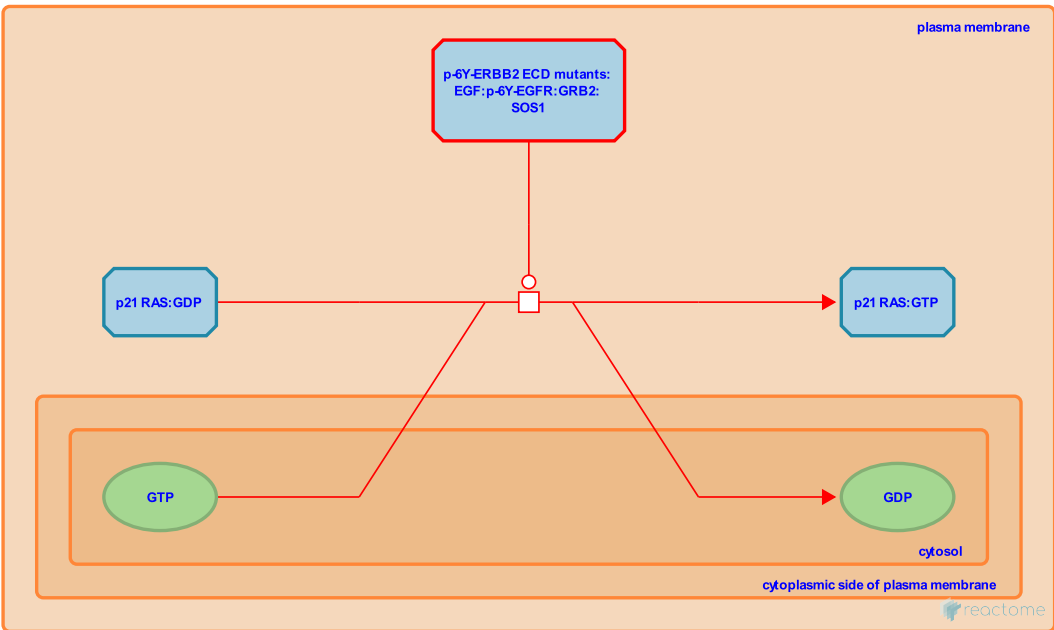 plasma membrane
p-6Y-ERBB2 ECD mutants:
EGF:p-6Y-EGFR:GRB2:
SOS1
p21 RAS:GDP
p21 RAS:GTP
GTP
GDP
cytosol
cytoplasmic side of plasma membrane
reactome